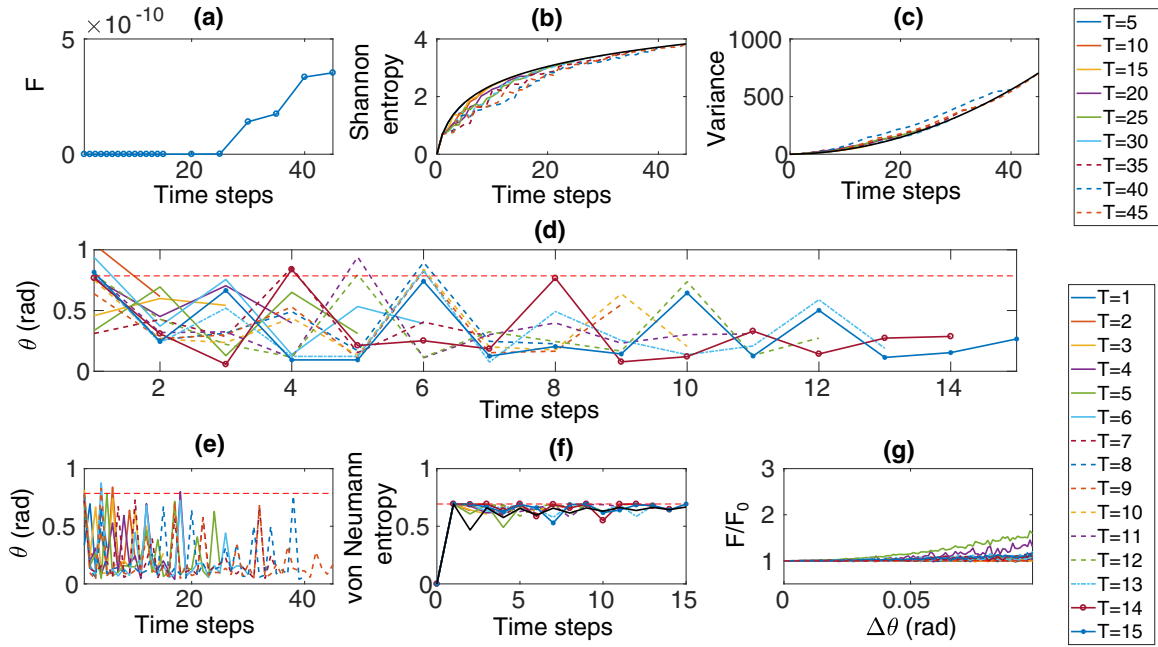 (a)
×10^-10
5
0
20
40
F
Time steps
(b)
4
2
0
0
20
40
Shannon
entropy
Time steps
(c)
1000
500
0
0
20
40
Variance
Time steps
T=5
T=10
T=15
T=20
T=25
T=30
T=35
T=40
T=45
(d)
1
0.5
0
2
4
6
8
10
12
14
θ (rad)
Time steps
(e)
1
0.5
0
20
40
θ (rad)
Time steps
(f)
1
0.5
0
0
5
10
15
von Neumann
entropy
Time steps
(g)
3
2
1
0
0.05
F/F₀
Δθ (rad)
T=1
T=2
T=3
T=4
T=5
T=6
T=7
T=8
T=9
T=10
T=11
T=12
T=13
T=14
T=15